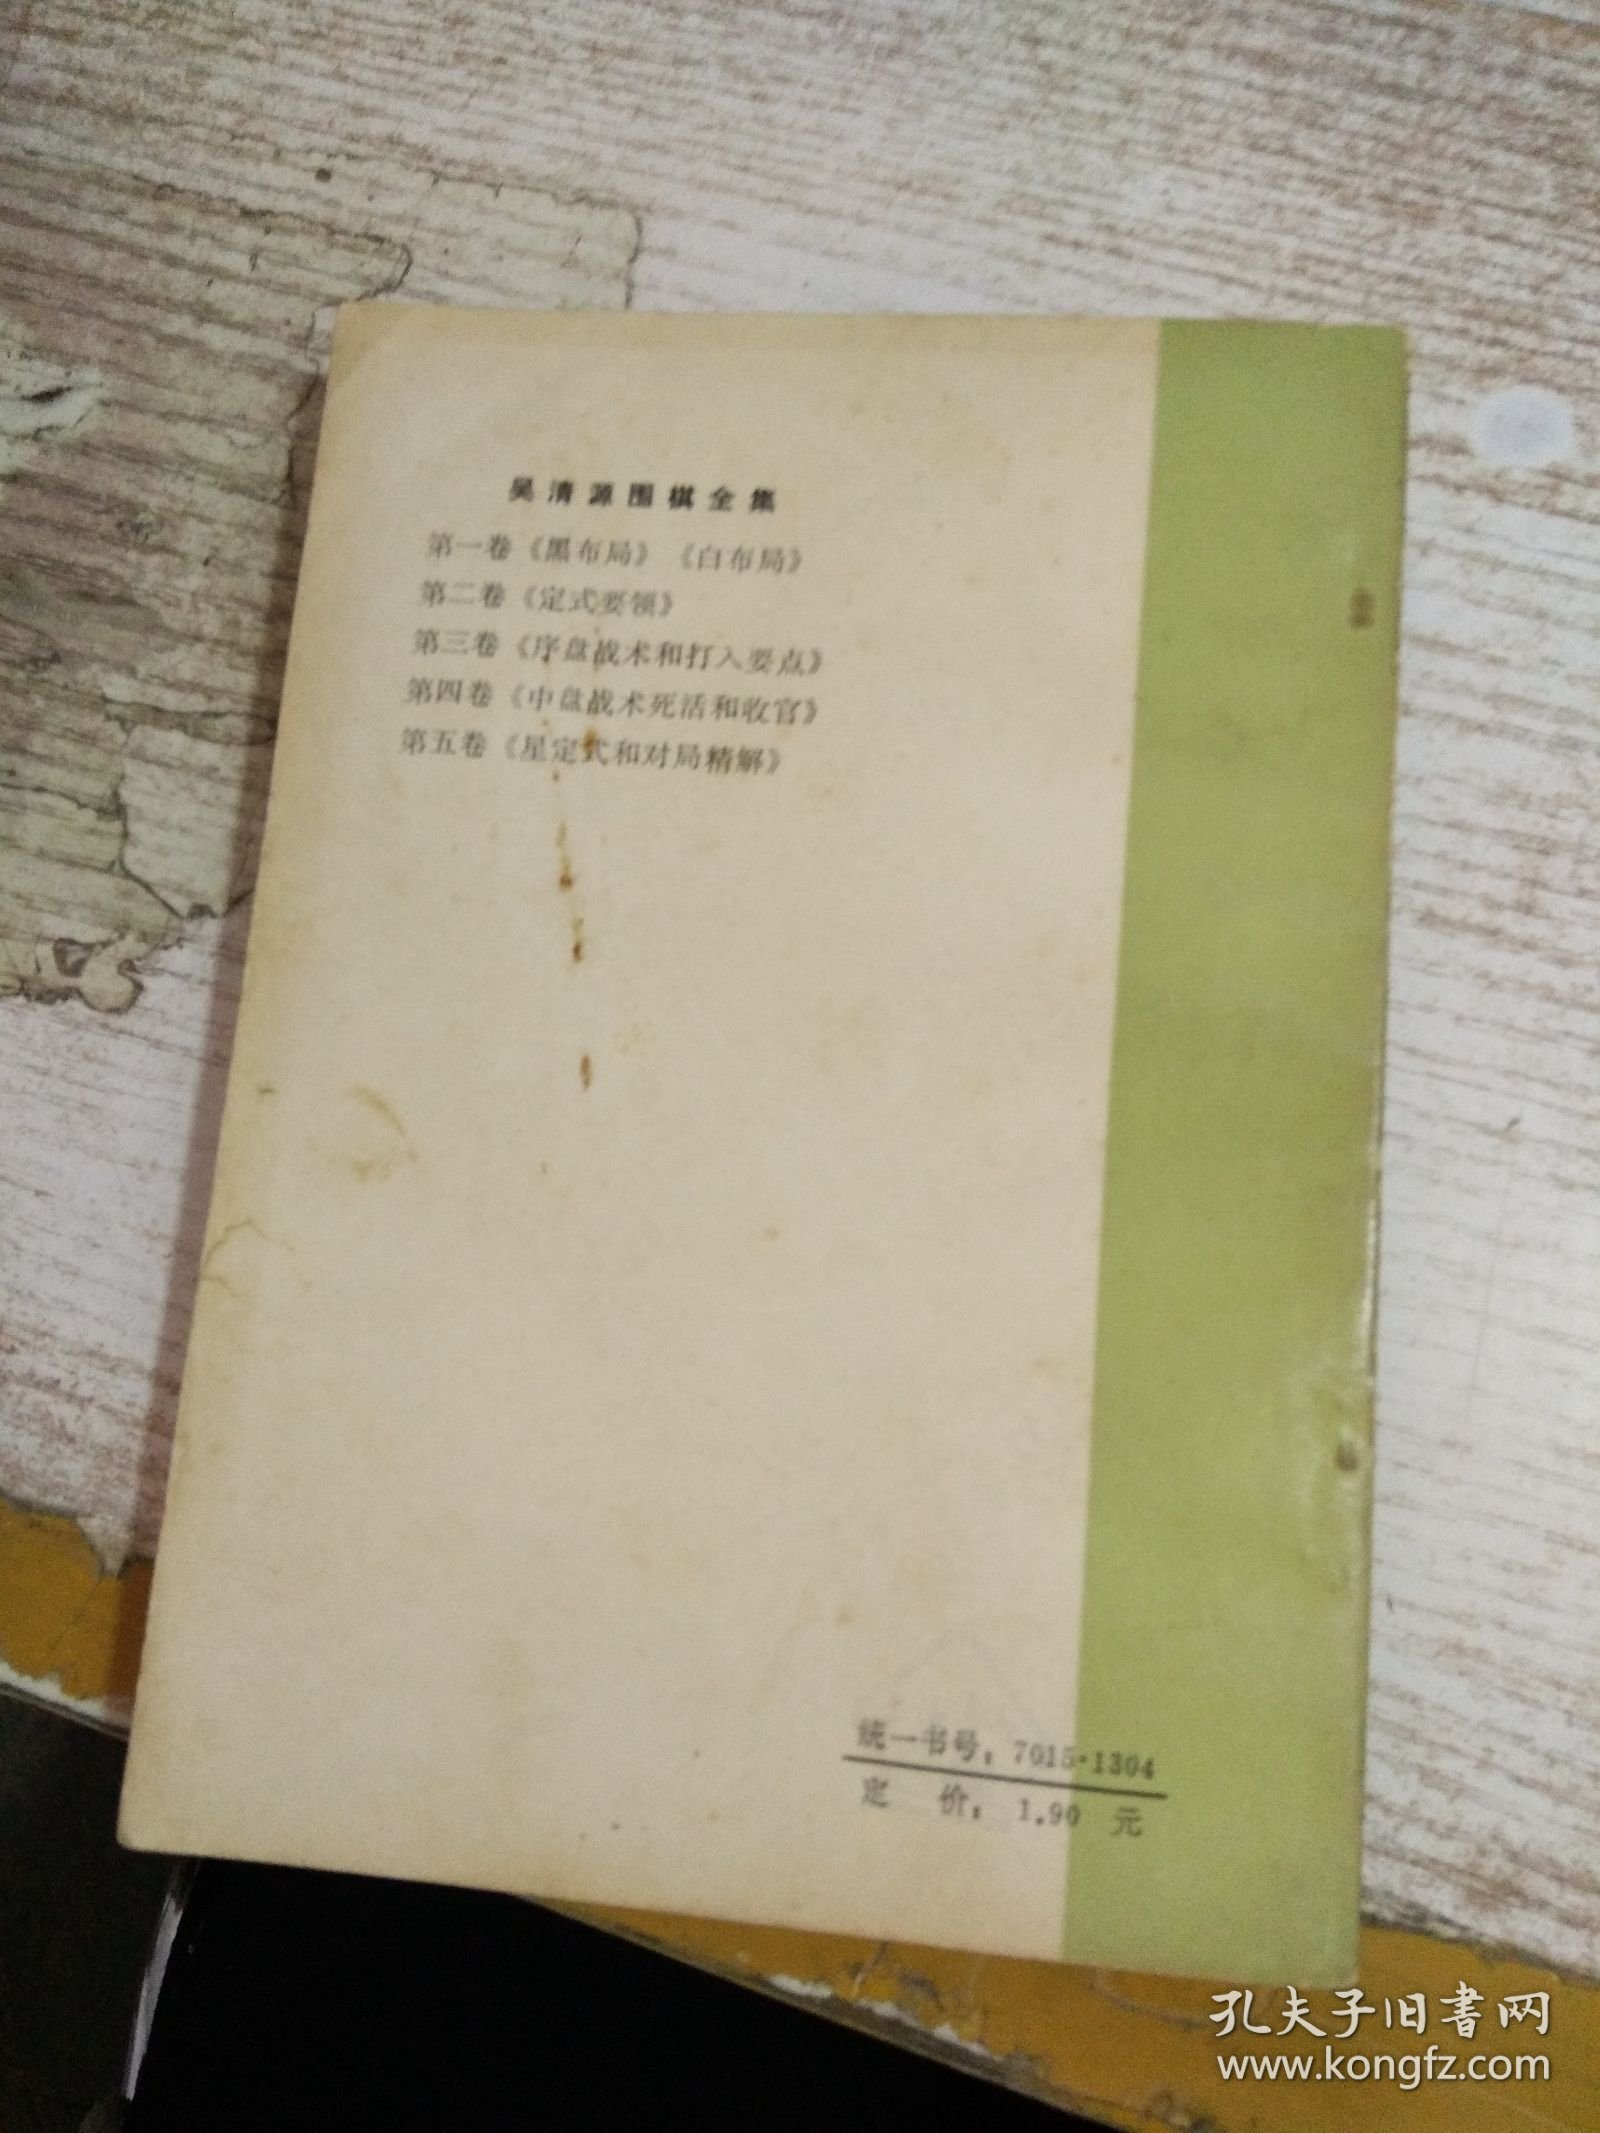 吴清源围棋全集
第一卷《黑布局》《白布局》
第二卷《定式要领》
第三卷《序盘战术和打入要点》
第四卷《中盘战术死活和收官》
第五卷《星定式和对局精解》
统一书号：7015·1304
定 价：1.90 元
孔夫子旧書网
www.kongfz.com